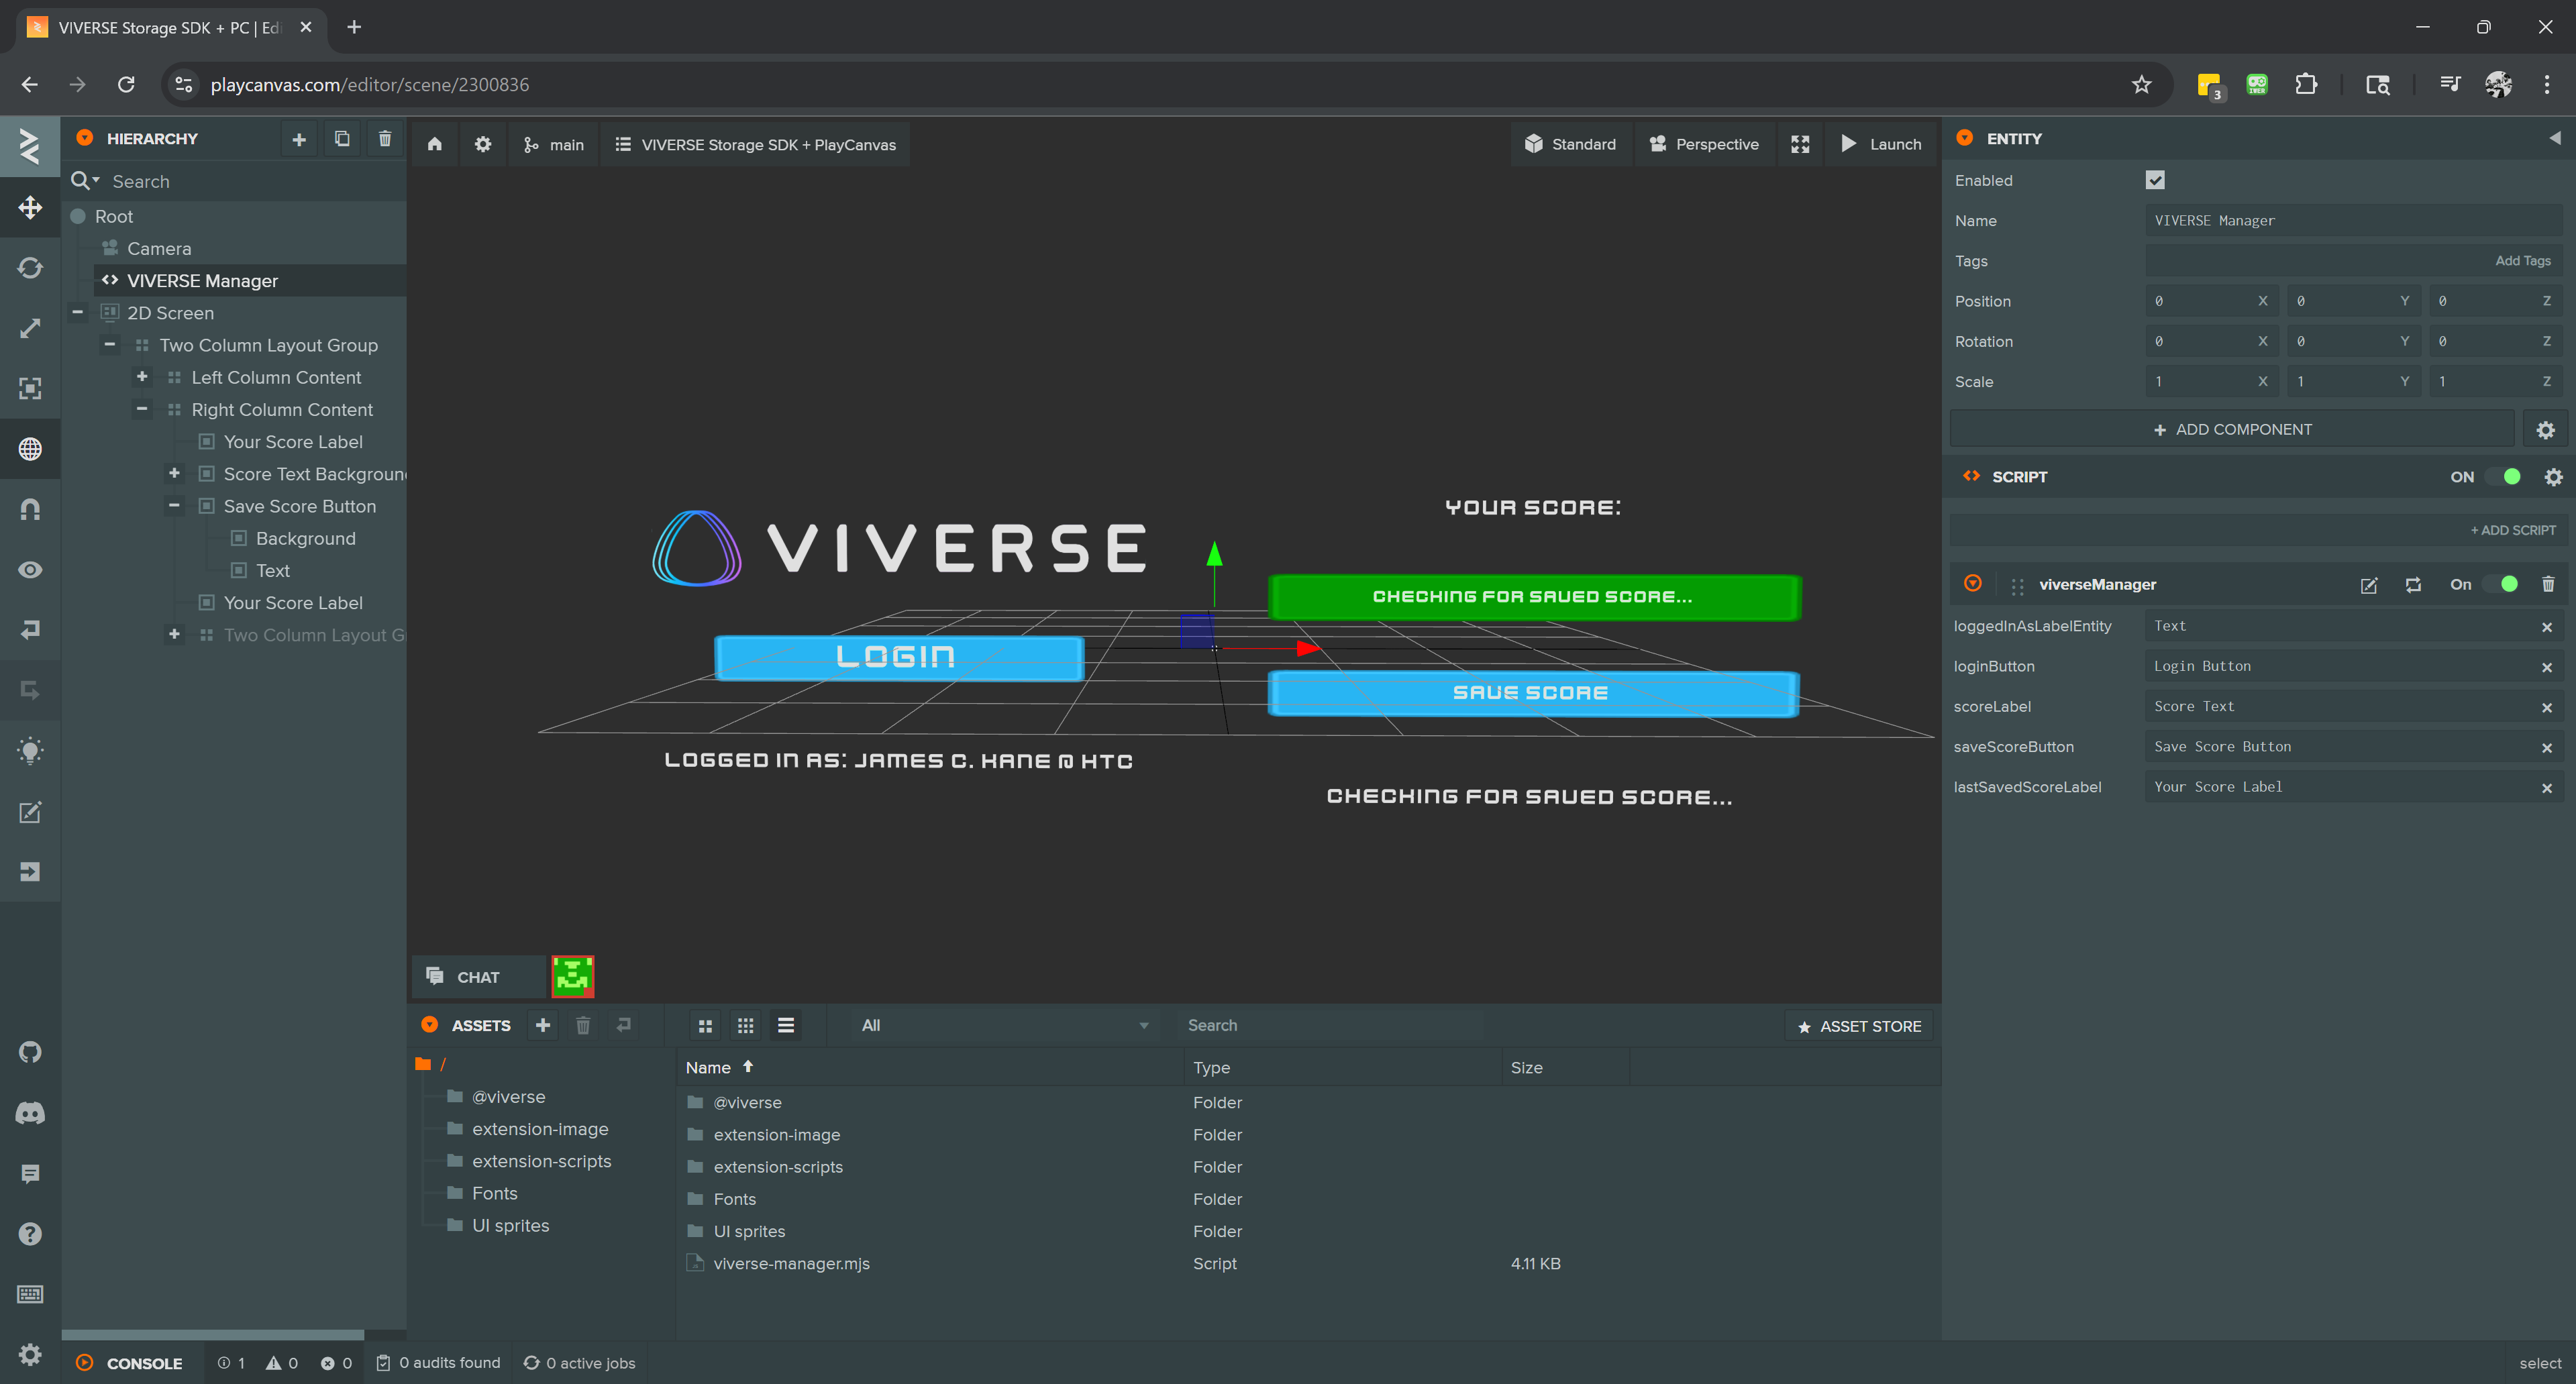 VIVERSE Storage SDK + PC | Edi
playcanvas.com/editor/scene/2300836
3
IWER
HIERARCHY
Search
Root
Camera
VIVERSE Manager
2D Screen
Two Column Layout Group
Left Column Content
Right Column Content
Your Score Label
Score Text Backgroun
Save Score Button
Background
Text
Your Score Label
Two Column Layout G
main
VIVERSE Storage SDK + PlayCanvas
Standard
Perspective
Launch
VIVERSE
LOGIN
LOGGED IN AS: JAMES C. HANE @ HTC
YOUR SCORE:
CHECKING FOR SAVED SCORE...
SAVE SCORE
CHECKING FOR SAVED SCORE...
CHAT
ASSETS
All
Search
ASSET STORE
/
@viverse
extension-image
extension-scripts
Fonts
UI sprites
Name Type Size
@viverse Folder
extension-image Folder
extension-scripts Folder
Fonts Folder
UI sprites Folder
viverse-manager.mjs Script 4.11 KB
ENTITY
Enabled
Name VIVERSE Manager
Tags Add Tags
Position 0 X 0 Y 0 Z
Rotation 0 X 0 Y 0 Z
Scale 1 X 1 Y 1 Z
+ ADD COMPONENT
SCRIPT ON
+ ADD SCRIPT
viverseManager On
loggedInAsLabelEntity Text
loginButton Login Button
scoreLabel Score Text
saveScoreButton Save Score Button
lastSavedScoreLabel Your Score Label
CONSOLE 1 0 0 0 audits found 0 active jobs
select